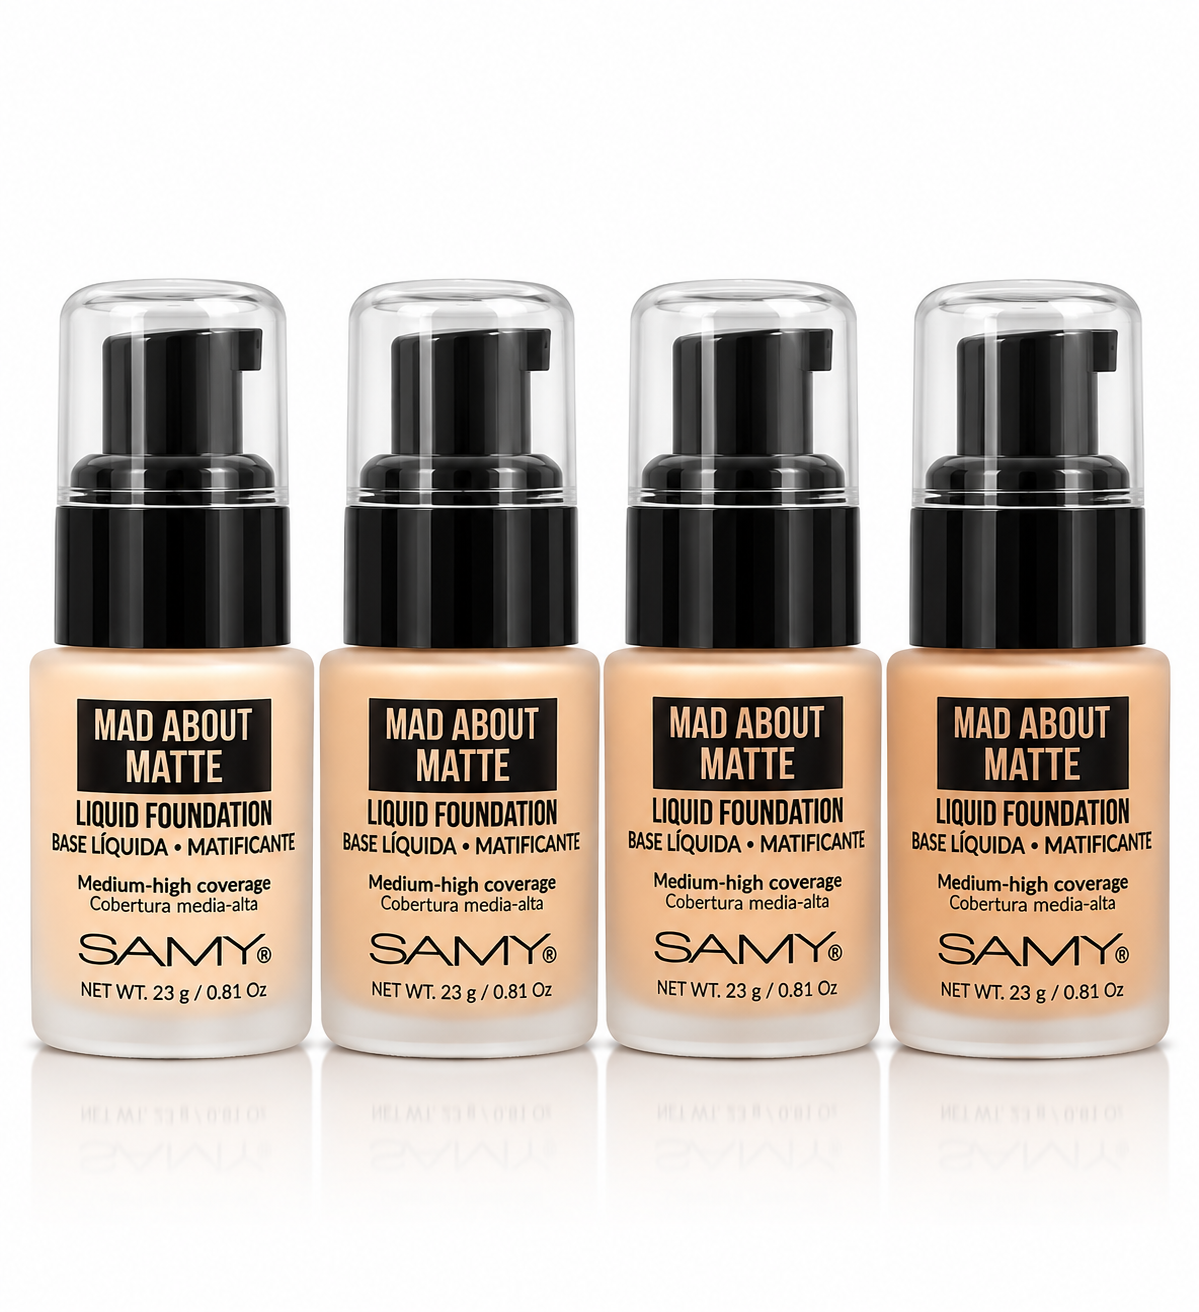 MAD ABOUT
MATTE
LIQUID FOUNDATION
BASE LÍQUIDA • MATIFICANTE
Medium-high coverage
Cobertura media-alta
SAMY®
NET WT. 23 g / 0.81 Oz
MAD ABOUT
MATTE
LIQUID FOUNDATION
BASE LÍQUIDA • MATIFICANTE
Medium-high coverage
Cobertura media-alta
SAMY®
NET WT. 23 g / 0.81 Oz
MAD ABOUT
MATTE
LIQUID FOUNDATION
BASE LÍQUIDA • MATIFICANTE
Medium-high coverage
Cobertura media-alta
SAMY®
NET WT. 23 g / 0.81 Oz
MAD ABOUT
MATTE
LIQUID FOUNDATION
BASE LÍQUIDA • MATIFICANTE
Medium-high coverage
Cobertura media-alta
SAMY®
NET WT. 23 g / 0.81 Oz